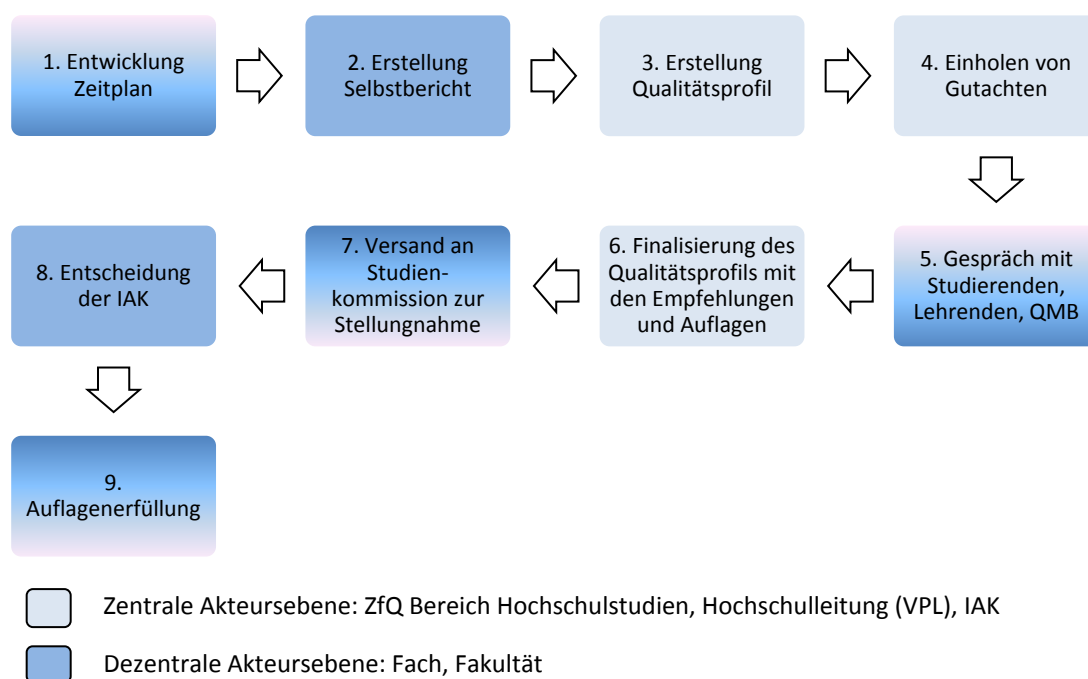 1. Entwicklung
Zeitplan
2. Erstellung
Selbstbericht
3. Erstellung
Qualitätsprofil
4. Einholen von
Gutachten
5. Gespräch mit
Studierenden,
Lehrenden, QMB
6. Finalisierung des
Qualitätsprofils mit
den Empfehlungen
und Auflagen
7. Versand an
Studien-
kommission zur
Stellungnahme
8. Entscheidung
der IAK
9.
Auflagenerfüllung
Zentrale Akteursebene: ZfQ Bereich Hochschulstudien, Hochschulleitung (VPL), IAK
Dezentrale Akteursebene: Fach, Fakultät